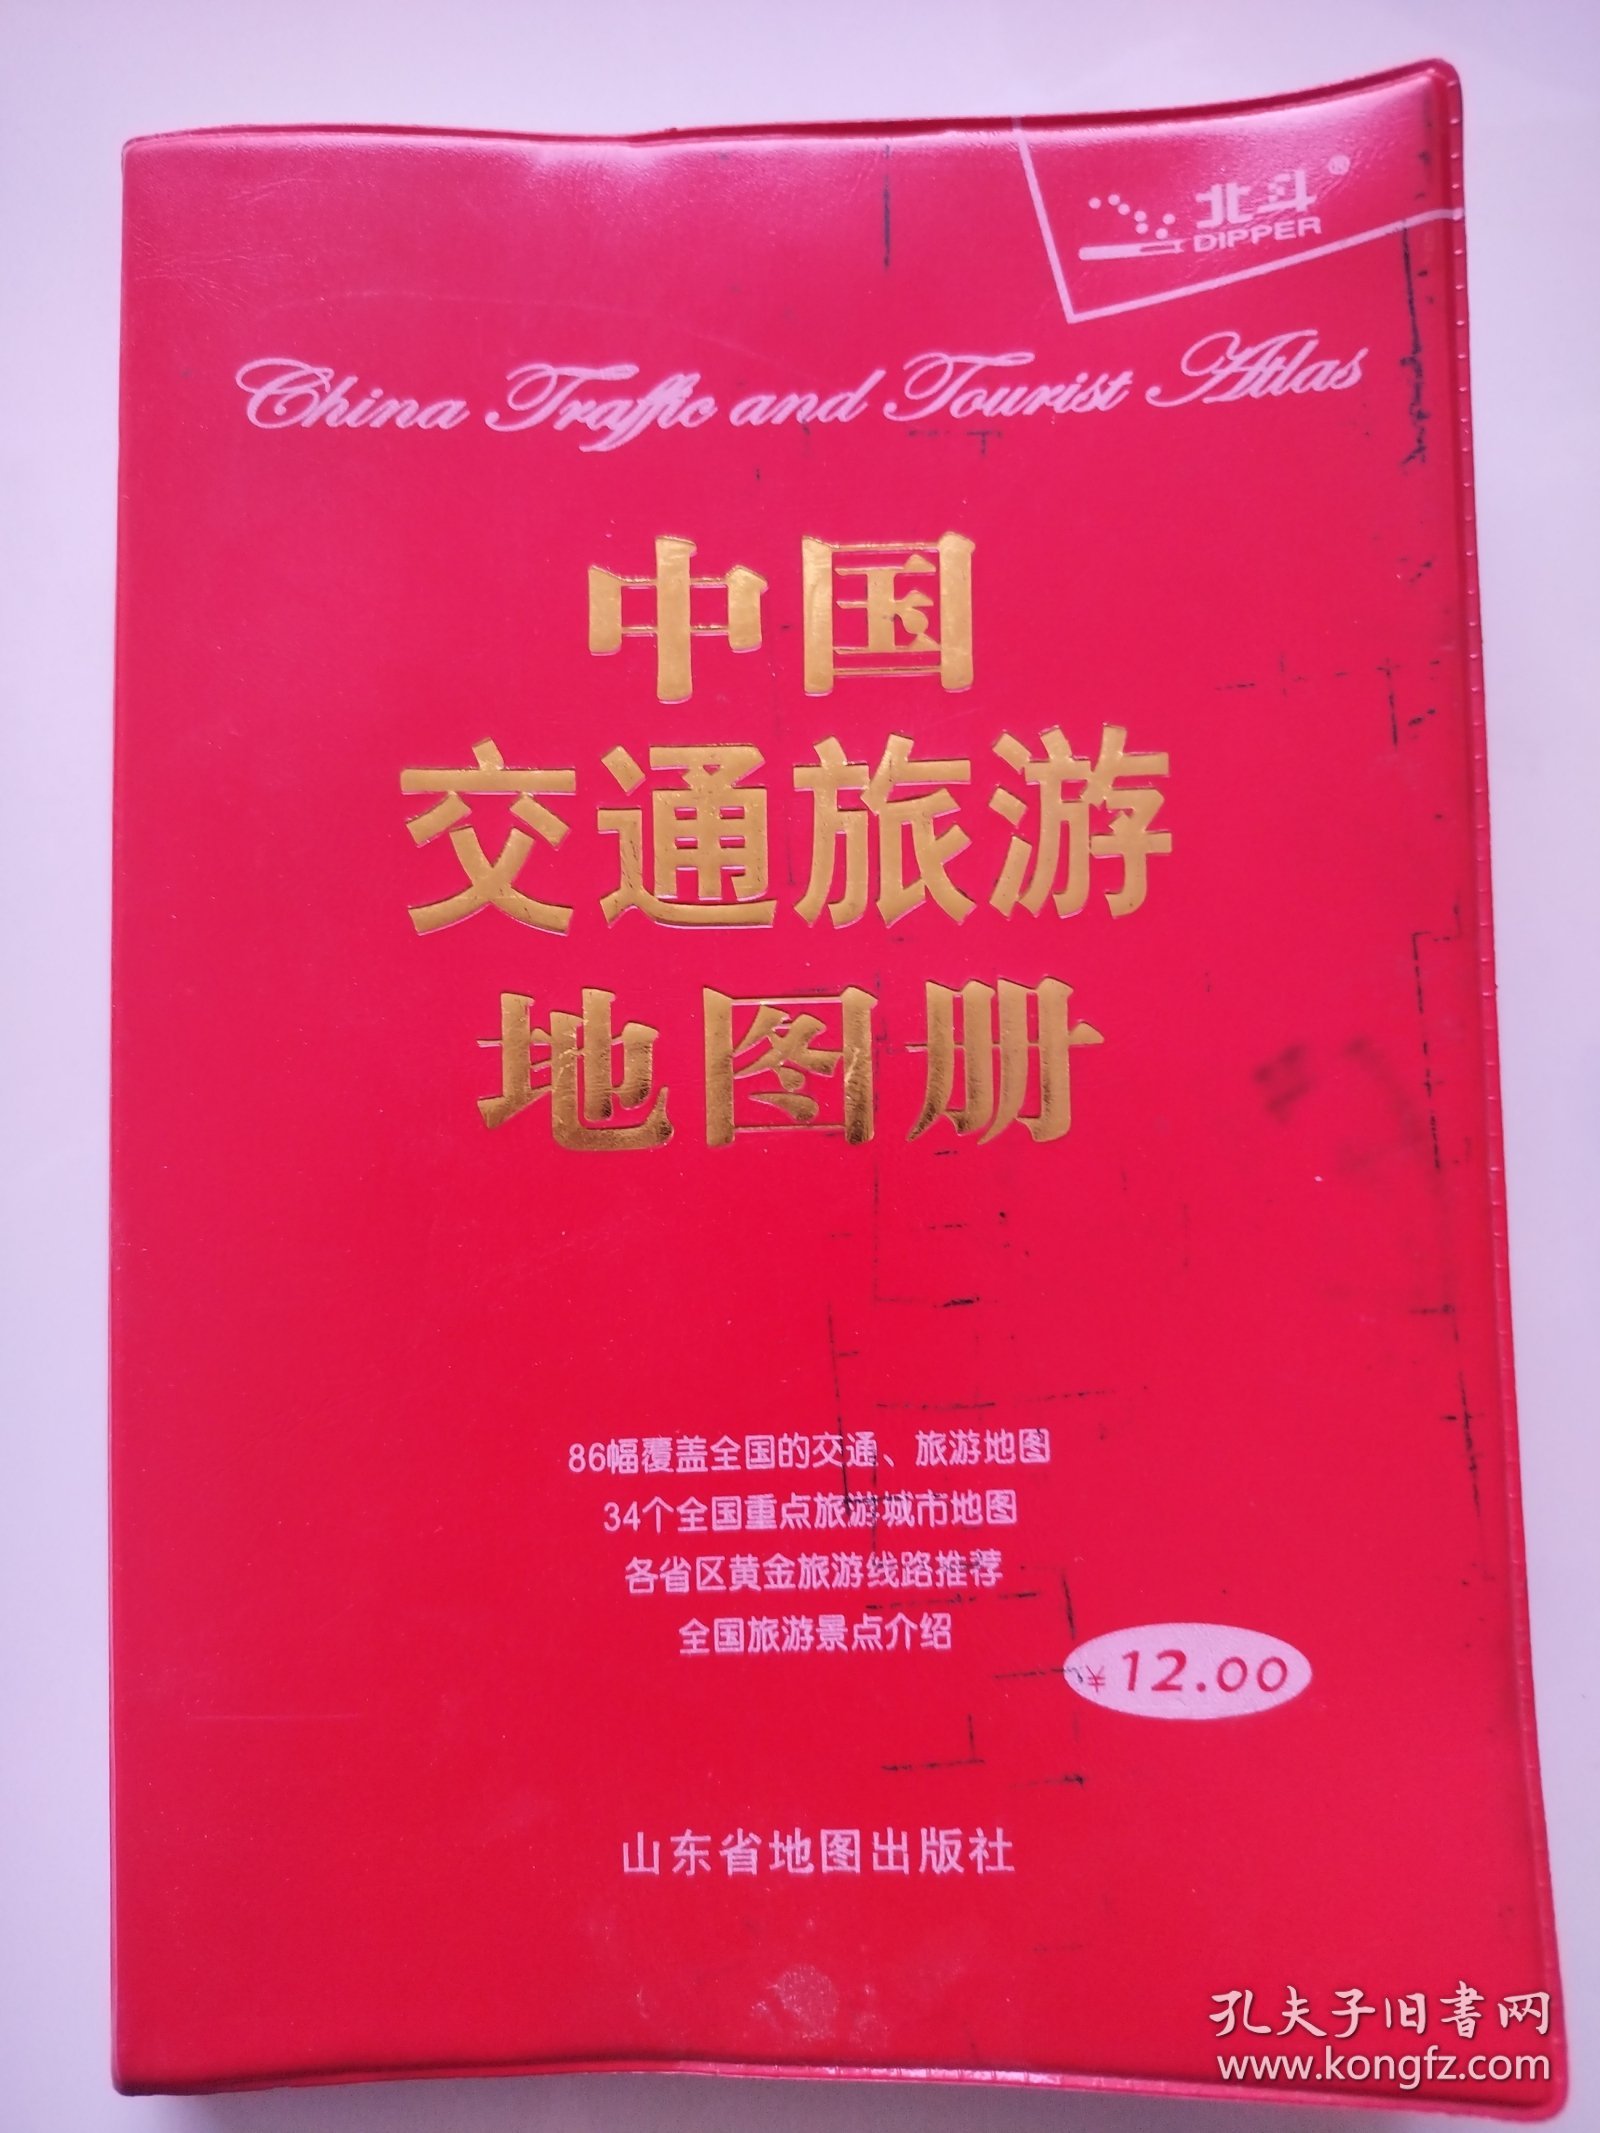 北斗®
DIPPER
China Traffic and Tourist Atlas
中国
交通旅游
地图册
86幅覆盖全国的交通、旅游地图
34个全国重点旅游城市地图
各省区黄金旅游线路推荐
全国旅游景点介绍
¥12.00
山东省地图出版社
孔夫子旧書网
www.kongfz.com